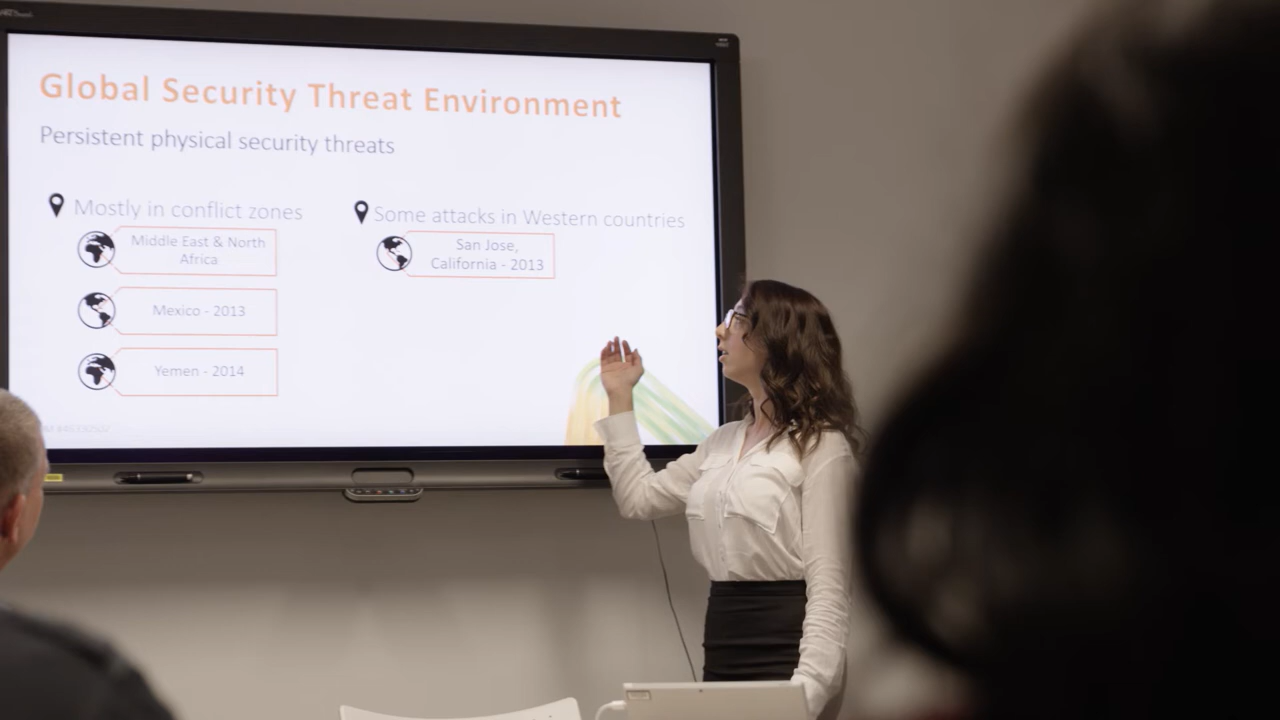 Global Security Threat Environment
Persistent physical security threats
Mostly in conflict zones
Middle East & North
Africa
Mexico - 2013
Yemen - 2014
Some attacks in Western countries
San Jose,
California - 2013